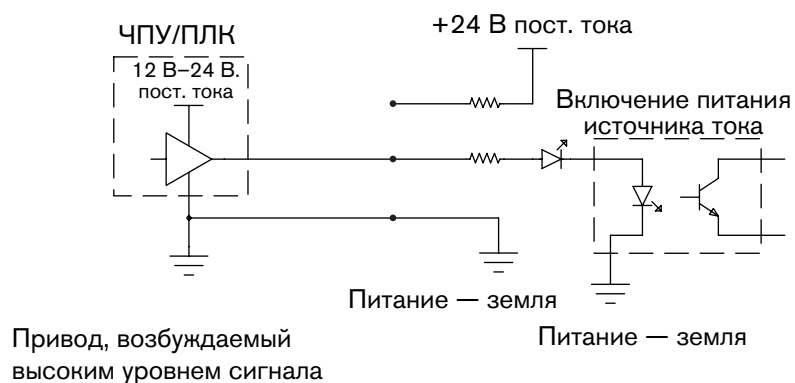 ЧПУ/ПЛК
+24 В пост. тока
12 В–24 В.
пост. тока
Включение питания
источника тока
Питание — земля
Питание — земля
Привод, возбуждаемый
высоким уровнем сигнала